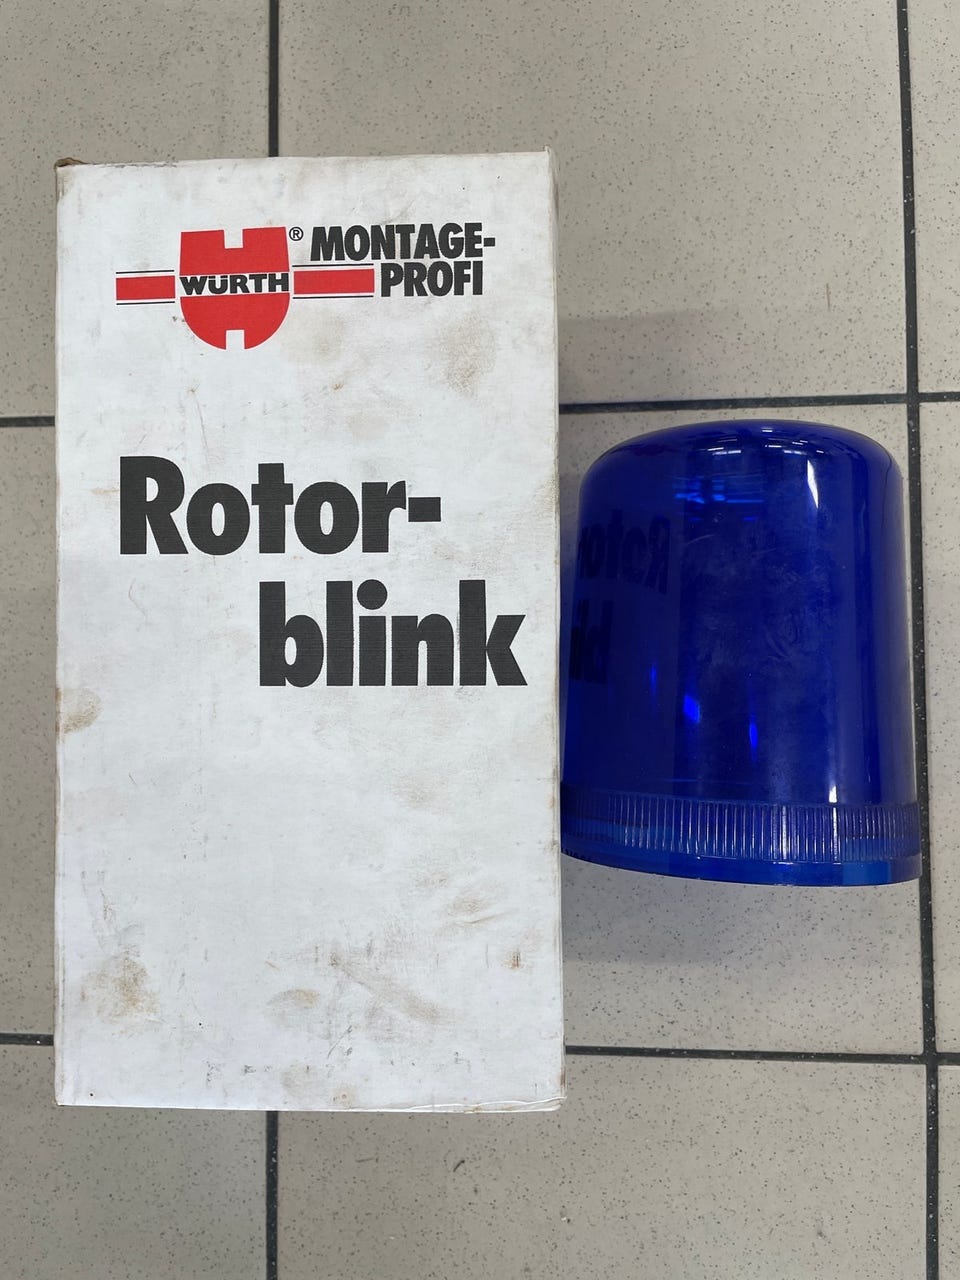 WÜRTH® MONTAGE-
PROFI
Rotor-
blink